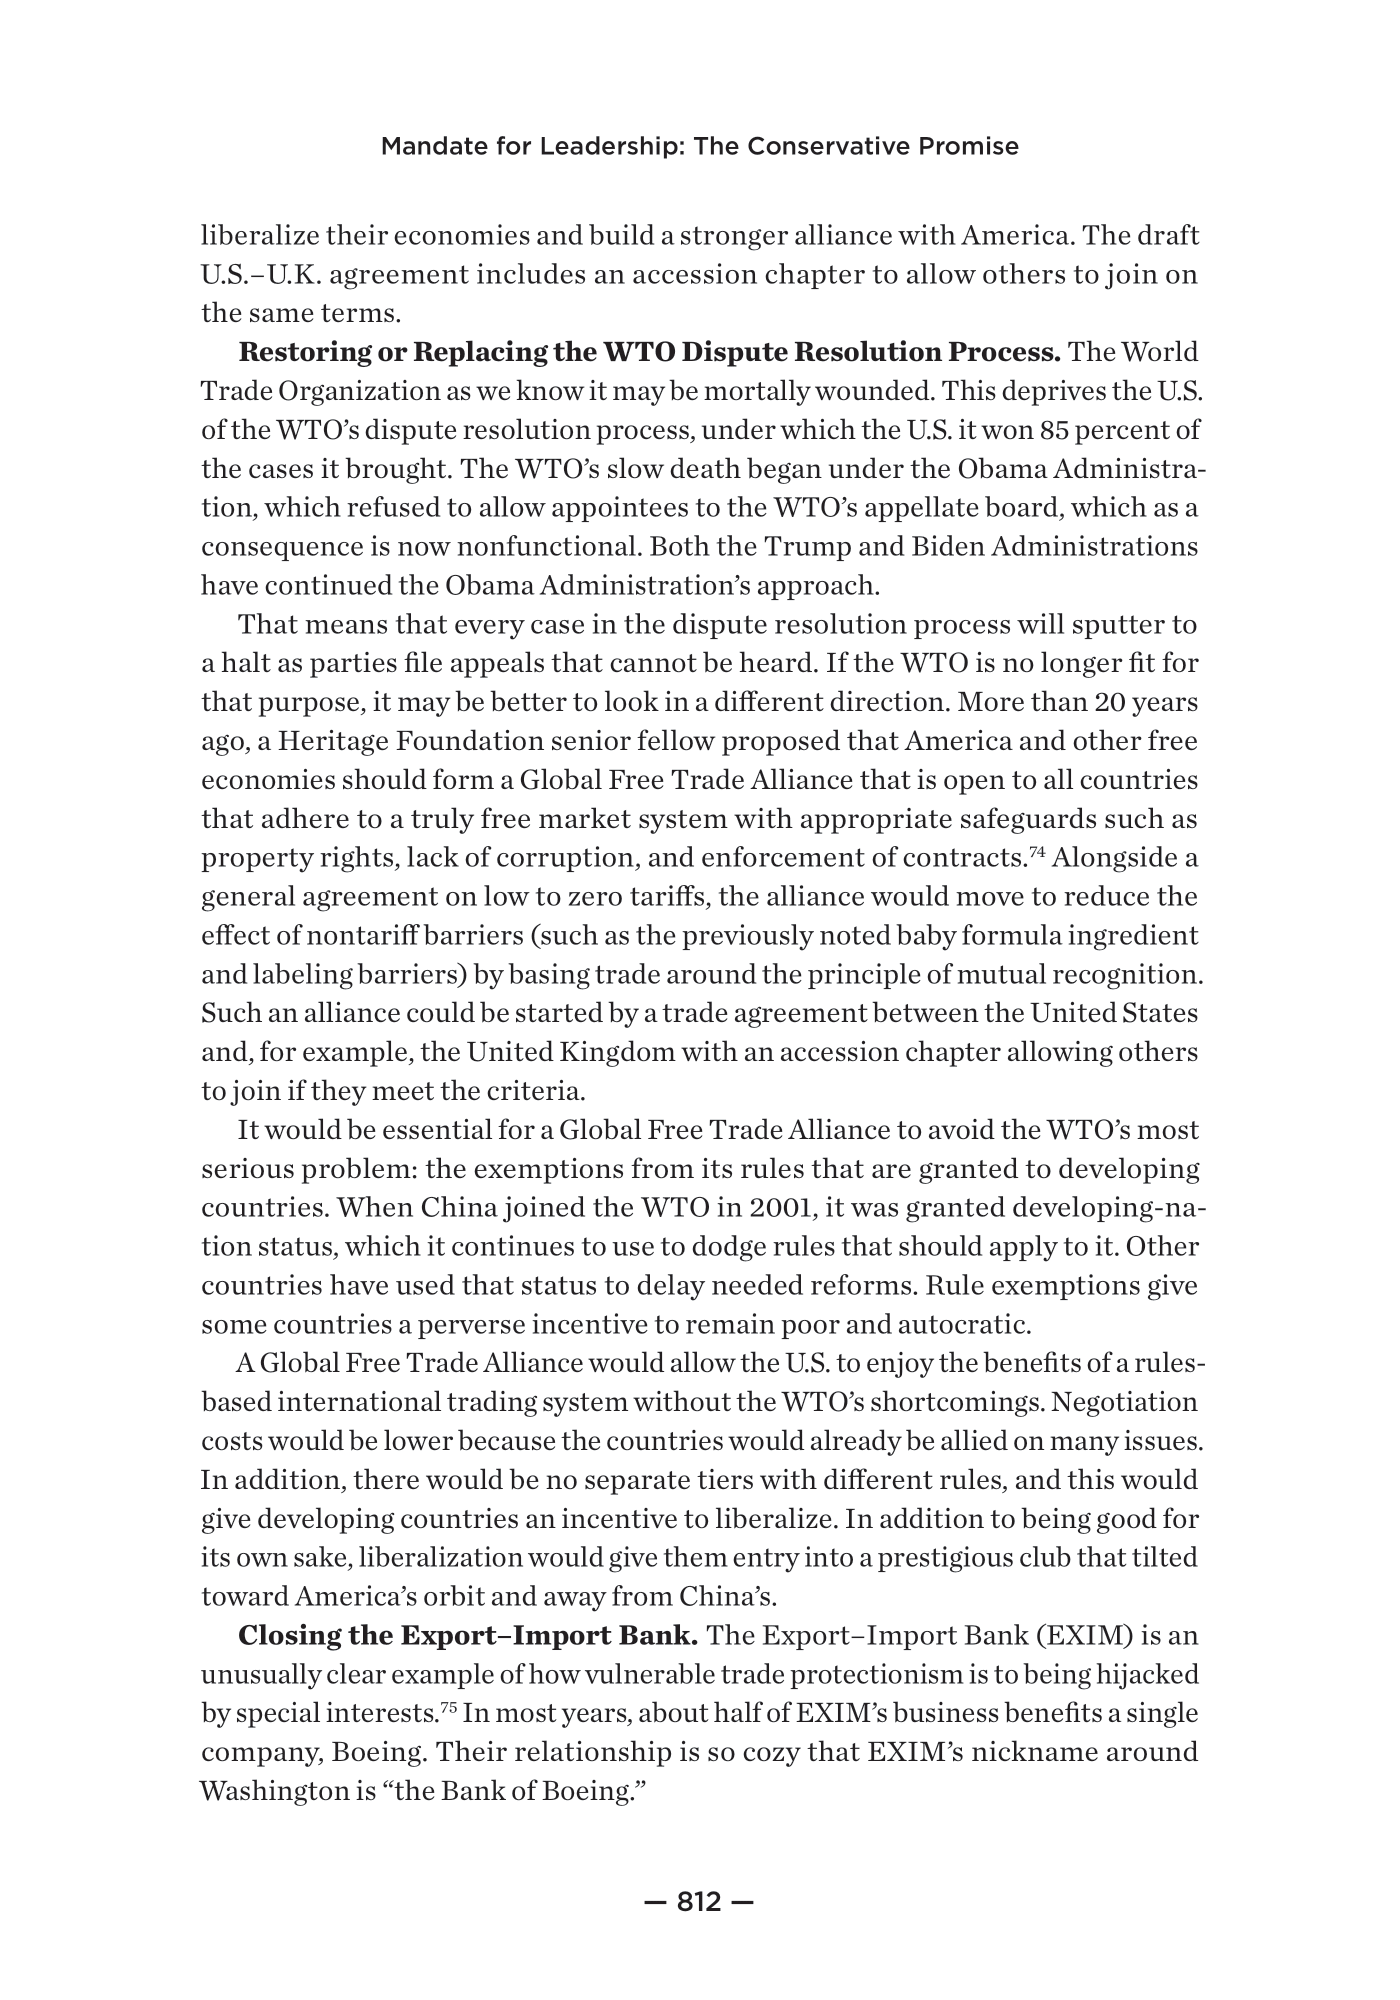 Mandate for Leadership: The Conservative Promise
liberalize their economies and build a stronger alliance with America. The draft
U.S.–U.K. agreement includes an accession chapter to allow others to join on
the same terms.
Restoring or Replacing the WTO Dispute Resolution Process. The World
Trade Organization as we know it may be mortally wounded. This deprives the U.S.
of the WTO’s dispute resolution process, under which the U.S. it won 85 percent of
the cases it brought. The WTO’s slow death began under the Obama Administra-
tion, which refused to allow appointees to the WTO’s appellate board, which as a
consequence is now nonfunctional. Both the Trump and Biden Administrations
have continued the Obama Administration’s approach.
That means that every case in the dispute resolution process will sputter to
a halt as parties file appeals that cannot be heard. If the WTO is no longer fit for
that purpose, it may be better to look in a different direction. More than 20 years
ago, a Heritage Foundation senior fellow proposed that America and other free
economies should form a Global Free Trade Alliance that is open to all countries
that adhere to a truly free market system with appropriate safeguards such as
property rights, lack of corruption, and enforcement of contracts.74 Alongside a
general agreement on low to zero tariffs, the alliance would move to reduce the
effect of nontariff barriers (such as the previously noted baby formula ingredient
and labeling barriers) by basing trade around the principle of mutual recognition.
Such an alliance could be started by a trade agreement between the United States
and, for example, the United Kingdom with an accession chapter allowing others
to join if they meet the criteria.
It would be essential for a Global Free Trade Alliance to avoid the WTO’s most
serious problem: the exemptions from its rules that are granted to developing
countries. When China joined the WTO in 2001, it was granted developing-na-
tion status, which it continues to use to dodge rules that should apply to it. Other
countries have used that status to delay needed reforms. Rule exemptions give
some countries a perverse incentive to remain poor and autocratic.
A Global Free Trade Alliance would allow the U.S. to enjoy the benefits of a rules-
based international trading system without the WTO’s shortcomings. Negotiation
costs would be lower because the countries would already be allied on many issues.
In addition, there would be no separate tiers with different rules, and this would
give developing countries an incentive to liberalize. In addition to being good for
its own sake, liberalization would give them entry into a prestigious club that tilted
toward America’s orbit and away from China’s.
Closing the Export–Import Bank. The Export–Import Bank (EXIM) is an
unusually clear example of how vulnerable trade protectionism is to being hijacked
by special interests.75 In most years, about half of EXIM’s business benefits a single
company, Boeing. Their relationship is so cozy that EXIM’s nickname around
Washington is “the Bank of Boeing.”
— 812 —